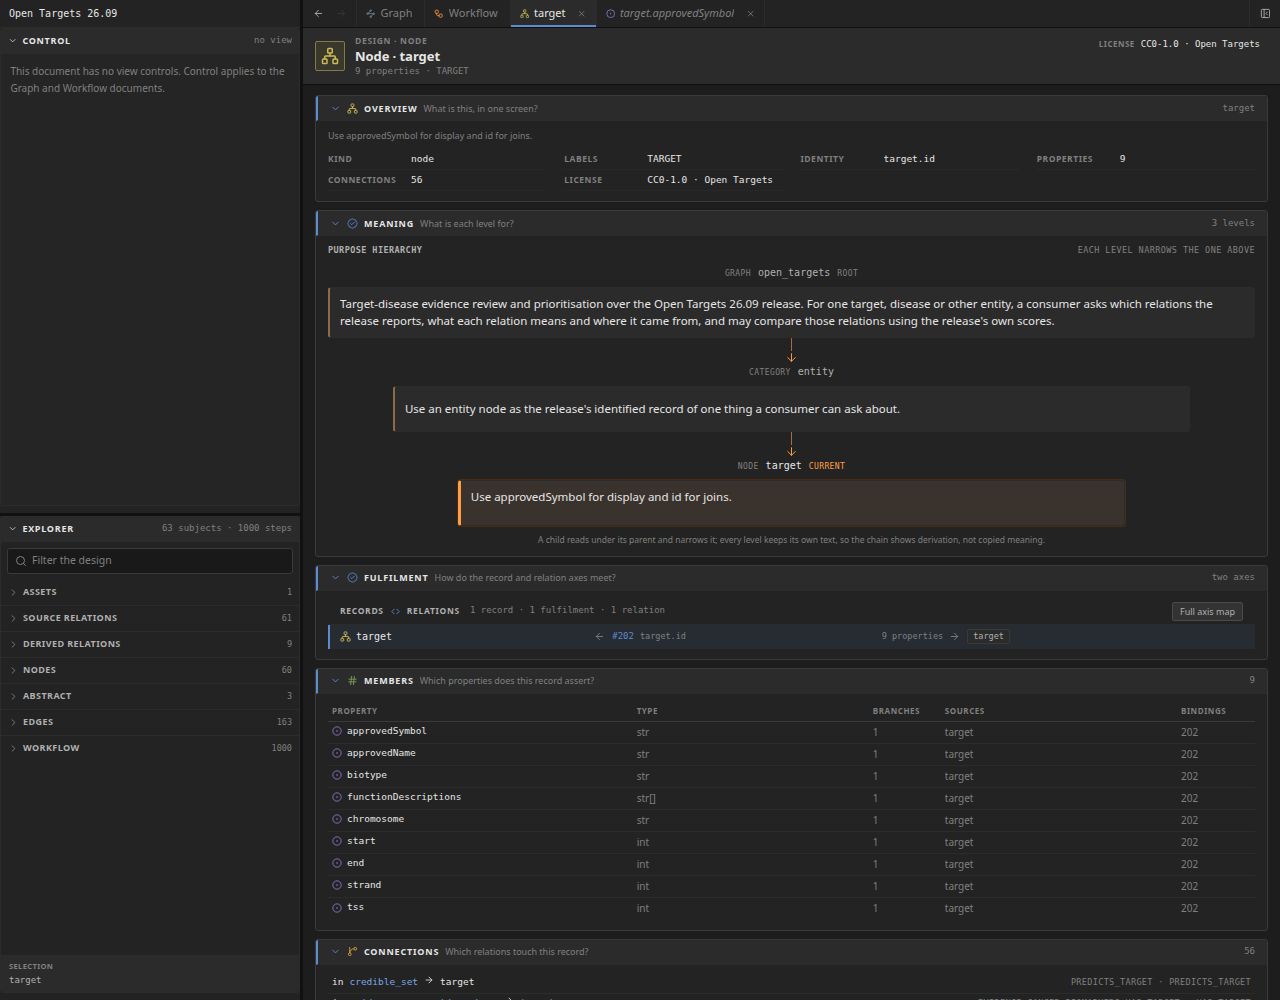 Open Targets 26.09
Graph
Workflow
target
target.approvedSymbol
CONTROL
no view
This document has no view controls. Control applies to the
Graph and Workflow documents.
DESIGN · NODE
Node · target
9 properties · TARGET
LICENSE CC0-1.0 · Open Targets
OVERVIEW What is this, in one screen?
target
Use approvedSymbol for display and id for joins.
KIND node LABELS TARGET IDENTITY target.id PROPERTIES 9
CONNECTIONS 56 LICENSE CC0-1.0 · Open Targets
MEANING What is each level for?
3 levels
PURPOSE HIERARCHY
EACH LEVEL NARROWS THE ONE ABOVE
GRAPH open_targets ROOT
Target-disease evidence review and prioritisation over the Open Targets 26.09 release. For one target, disease or other entity, a consumer asks which relations the
release reports, what each relation means and where it came from, and may compare those relations using the release's own scores.
CATEGORY entity
Use an entity node as the release's identified record of one thing a consumer can ask about.
NODE target CURRENT
Use approvedSymbol for display and id for joins.
A child reads under its parent and narrows it; every level keeps its own text, so the chain shows derivation, not copied meaning.
EXPLORER
63 subjects · 1000 steps
Filter the design
ASSETS 1
SOURCE RELATIONS 61
DERIVED RELATIONS 9
NODES 60
ABSTRACT 3
EDGES 163
WORKFLOW 1000
SELECTION
target
FULFILMENT How do the record and relation axes meet?
two axes
RECORDS <> RELATIONS 1 record · 1 fulfilment · 1 relation
Full axis map
target ← #202 target.id 9 properties → target
MEMBERS Which properties does this record assert?
9
PROPERTY TYPE BRANCHES SOURCES BINDINGS
approvedSymbol str 1 target 202
approvedName str 1 target 202
biotype str 1 target 202
functionDescriptions str[] 1 target 202
chromosome str 1 target 202
start int 1 target 202
end int 1 target 202
strand int 1 target 202
tss int 1 target 202
CONNECTIONS Which relations touch this record?
56
in credible_set → target
PREDICTS_TARGET · PREDICTS_TARGET